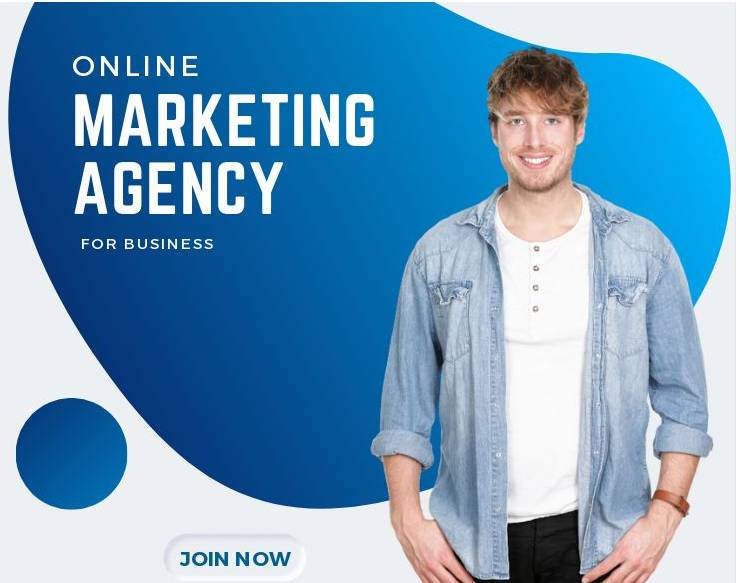 ONLINE
MARKETING
AGENCY
FOR BUSINESS
JOIN NOW